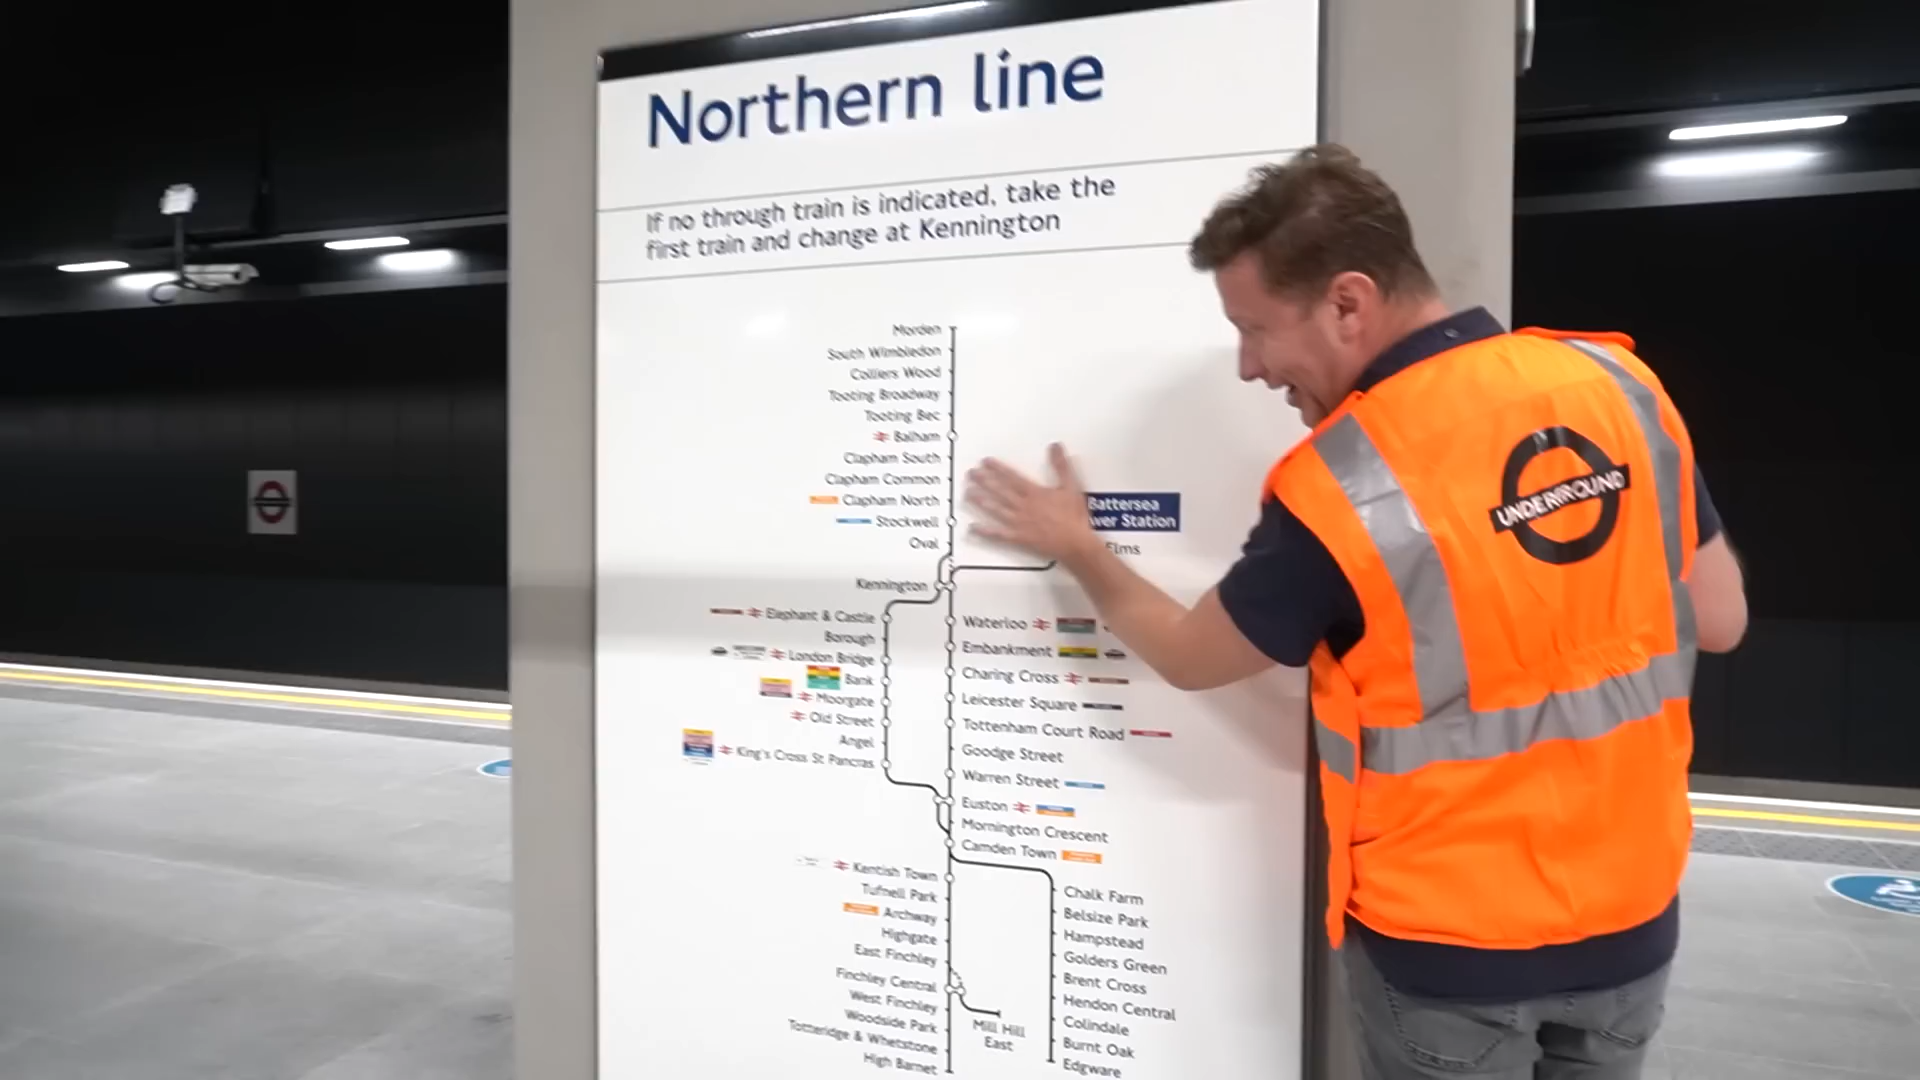 Northern line
If no through train is indicated, take the
first train and change at Kennington
Morden
South Wimbledon
Colliers Wood
Tooting Broadway
Tooting Bec
Balham
Clapham South
Clapham Common
Clapham North
Stockwell
Oval
Kennington
Battersea
wer Station
Elms
Elephant & Castle
Borough
London Bridge
Bank
Moorgate
Old Street
Angel
King's Cross St Pancras
Waterloo
Embankment
Charing Cross
Leicester Square
Tottenham Court Road
Goodge Street
Warren Street
Euston
Mornington Crescent
Camden Town
Kentish Town
Tufnell Park
Archway
Highgate
East Finchley
Finchley Central
West Finchley
Woodside Park
Totteridge & Whetstone
High Barnet
Mill Hill
East
Chalk Farm
Belsize Park
Hampstead
Golders Green
Brent Cross
Hendon Central
Colindale
Burnt Oak
Edgware
UNDERGROUND